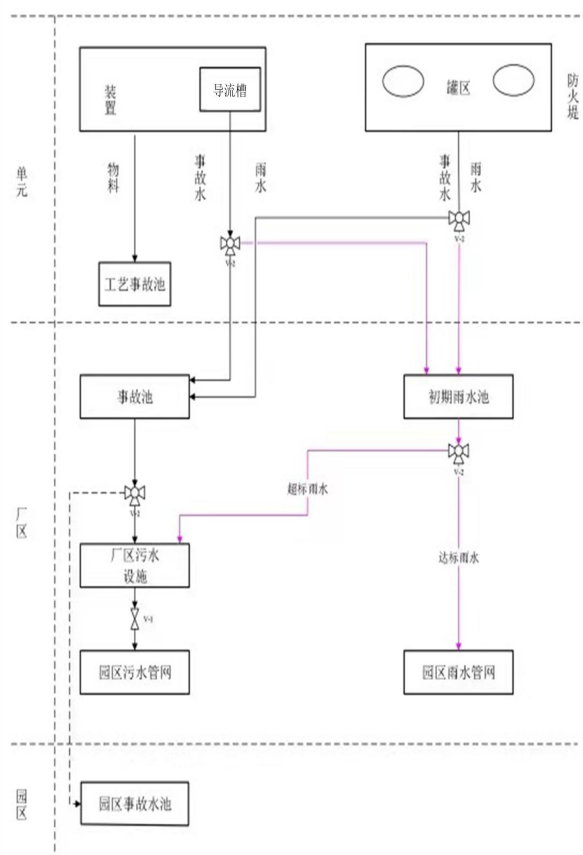 单元
装置
导流槽
罐区
防火堤
物料
事故水
雨水
事故水
雨水
V-2
V-2
工艺事故池
厂区
事故池
初期雨水池
V-2
超标雨水
V-2
厂区污水
设施
达标雨水
V-1
园区污水管网
园区雨水管网
园区
园区事故水池